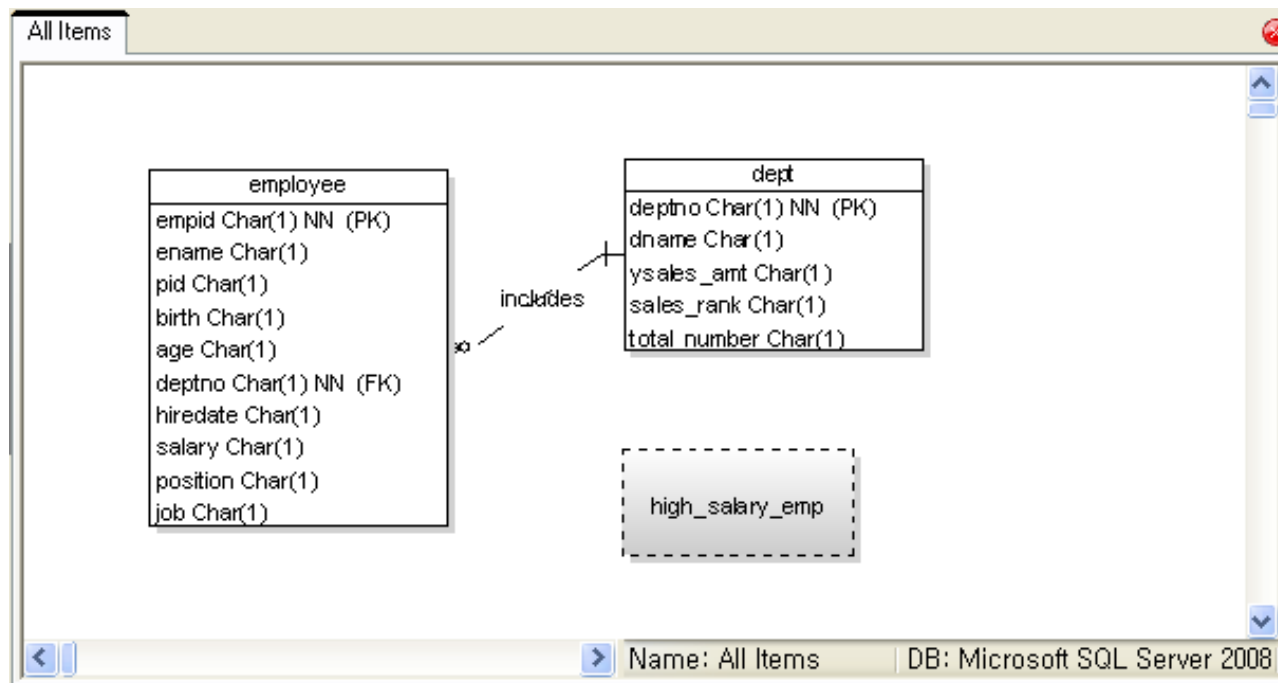 All Items
employee
empid Char(1) NN (PK)
ename Char(1)
pid Char(1)
birth Char(1)
age Char(1)
deptno Char(1) NN (FK)
hiredate Char(1)
salary Char(1)
position Char(1)
job Char(1)
includes
dept
deptno Char(1) NN (PK)
dname Char(1)
ysales_amt Char(1)
sales_rank Char(1)
total_number Char(1)
high_salary_emp
Name: All Items DB: Microsoft SQL Server 2008